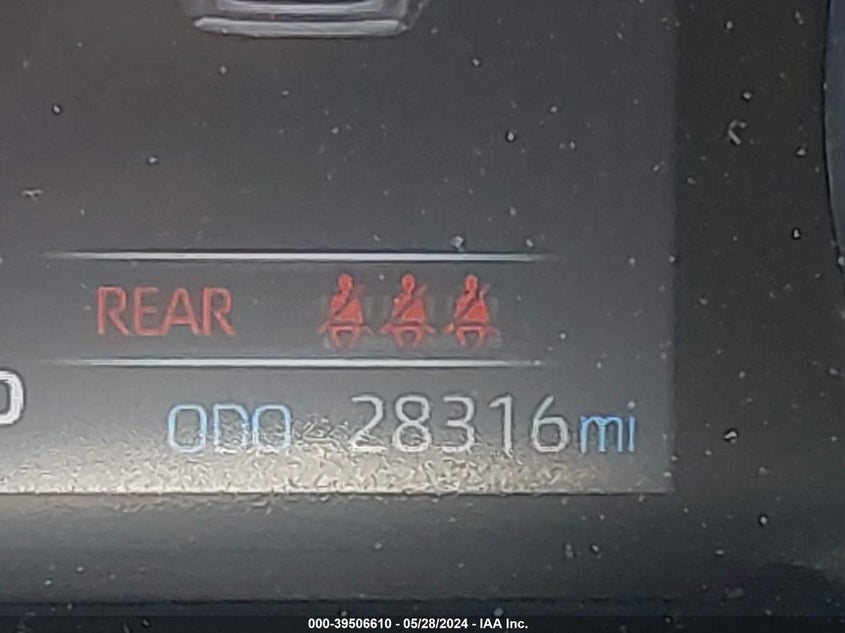 REAR
ODO 28316mi
000-39506610 - 05/28/2024 - IAA Inc.